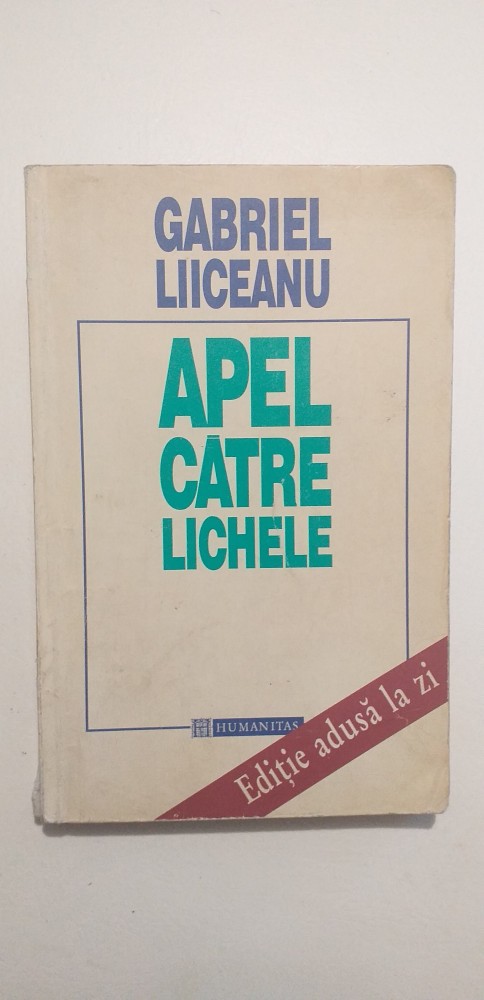 GABRIEL
LIICEANU
APEL
CĂTRE
LICHELE
HUMANITAS
Ediție adusă la zi